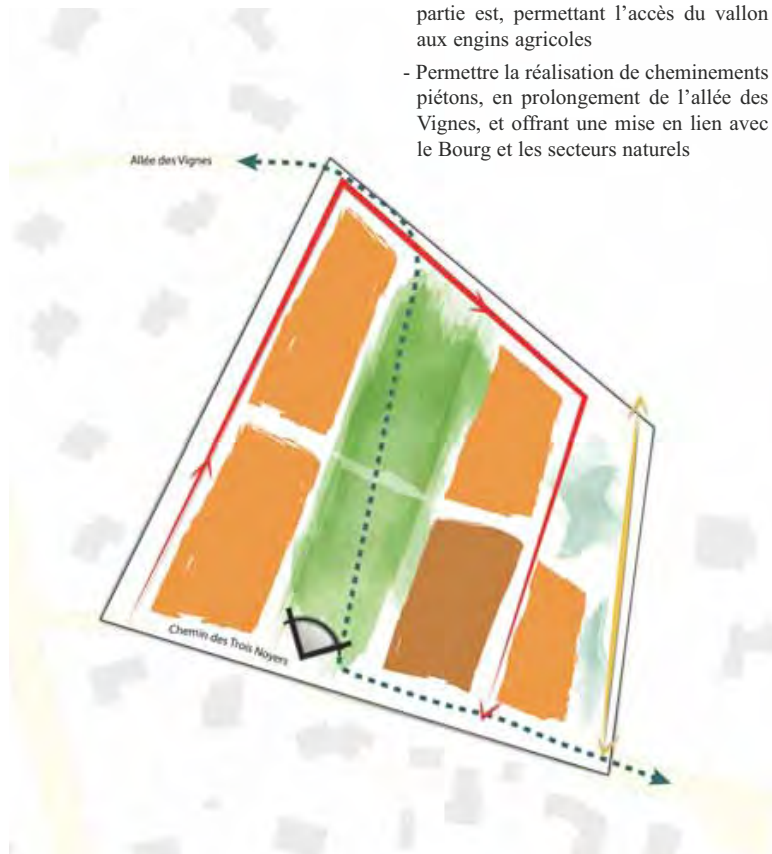 partie est, permettant l’accès du vallon
aux engins agricoles
- Permettre la réalisation de cheminements
piétons, en prolongement de l’allée des
Vignes, et offrant une mise en lien avec
le Bourg et les secteurs naturels
Allée des Vignes
Chemin des Trois Noyers